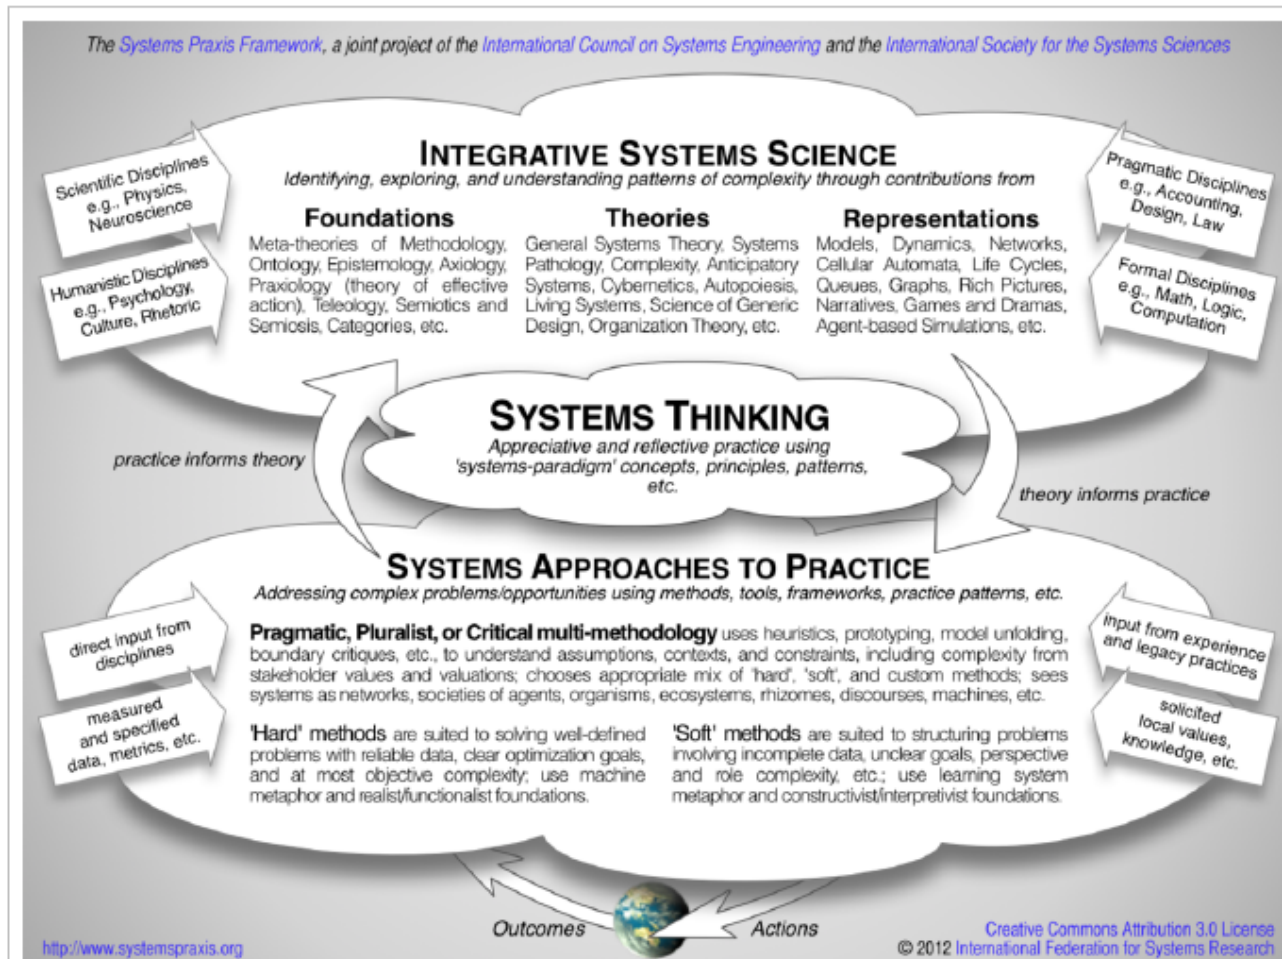 The Systems Praxis Framework, a joint project of the International Council on Systems Engineering and the International Society for the Systems Sciences
INTEGRATIVE SYSTEMS SCIENCE
Identifying, exploring, and understanding patterns of complexity through contributions from
Scientific Disciplines
e.g., Physics,
Neuroscience
Humanistic Disciplines
e.g., Psychology,
Culture, Rhetoric
Foundations
Meta-theories of Methodology,
Ontology, Epistemology, Axiology,
Praxiology (theory of effective
action), Teleology, Semiotics and
Semiosis, Categories, etc.
Theories
General Systems Theory, Systems
Pathology, Complexity, Anticipatory
Systems, Cybernetics, Autopoiesis,
Living Systems, Science of Generic
Design, Organization Theory, etc.
Representations
Models, Dynamics, Networks,
Cellular Automata, Life Cycles,
Queues, Graphs, Rich Pictures,
Narratives, Games and Dramas,
Agent-based Simulations, etc.
Pragmatic Disciplines
e.g., Accounting,
Design, Law
Formal Disciplines
e.g., Math, Logic,
Computation
SYSTEMS THINKING
Appreciative and reflective practice using
'systems-paradigm' concepts, principles, patterns,
etc.
practice informs theory
theory informs practice
SYSTEMS APPROACHES TO PRACTICE
Addressing complex problems/opportunities using methods, tools, frameworks, practice patterns, etc.
direct input from
disciplines
measured
and specified
data, metrics, etc.
Pragmatic, Pluralist, or Critical multi-methodology uses heuristics, prototyping, model unfolding,
boundary critiques, etc., to understand assumptions, contexts, and constraints, including complexity from
stakeholder values and valuations; chooses appropriate mix of 'hard', 'soft', and custom methods; sees
systems as networks, societies of agents, organisms, ecosystems, rhizomes, discourses, machines, etc.
'Hard' methods are suited to solving well-defined
problems with reliable data, clear optimization goals,
and at most objective complexity; use machine
metaphor and realist/functionalist foundations.
'Soft' methods are suited to structuring problems
involving incomplete data, unclear goals, perspective
and role complexity, etc.; use learning system
metaphor and constructivist/interpretivist foundations.
input from experience
and legacy practices
solicited
local values,
knowledge, etc.
Outcomes
Actions
http://www.systemspraxis.org
Creative Commons Attribution 3.0 License
© 2012 International Federation for Systems Research